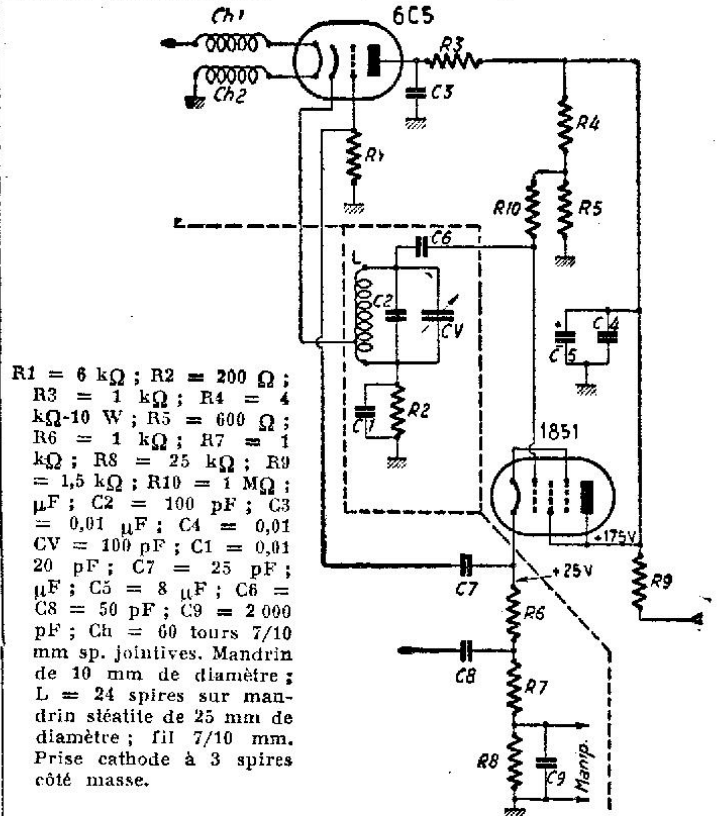 Ch1
6C5
Ch2
R3
C3
R4
R1
R10
R5
C6
L
C2
CV
C4
C5
R2
C1
1851
+175V
+25V
R9
C7
R6
C8
R7
R8
C9
Manip.
R1 = 6 kΩ ; R2 = 200 Ω ;
R3 = 1 kΩ ; R4 = 4
kΩ-10 W ; R5 = 600 Ω ;
R6 = 1 kΩ ; R7 = 1
kΩ ; R8 = 25 kΩ ; R9
= 1,5 kΩ ; R10 = 1 MΩ ;
µF ; C2 = 100 pF ; C3
= 0,01 µF ; C4 = 0,01
CV = 100 pF ; C1 = 0,01
20 pF ; C7 = 25 pF ;
µF ; C5 = 8 µF ; C6 =
C8 = 50 pF ; C9 = 2 000
pF ; Ch = 60 tours 7/10
mm sp. jointives. Mandrin
de 10 mm de diamètre ;
L = 24 spires sur man-
drin stéatite de 25 mm de
diamètre ; fil 7/10 mm.
Prise cathode à 3 spires
côté masse.